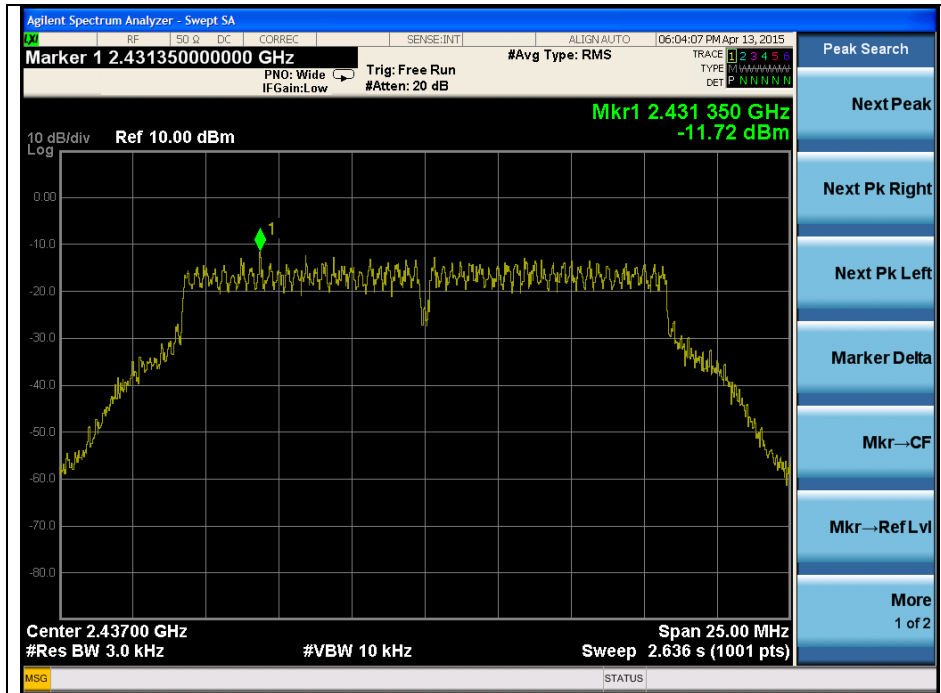 Agilent Spectrum Analyzer - Swept SA
LXI RF 50 Ω DC CORREC SENSE:INT ALIGN AUTO 06:04:07 PM Apr 13, 2015
Marker 1 2.431350000000 GHz
PNO: Wide
IFGain:Low
Trig: Free Run
#Atten: 20 dB
#Avg Type: RMS
TRACE 1 2 3 4 5 6
TYPE M W W W W W
DET P N N N N N
Mkr1 2.431 350 GHz
-11.72 dBm
10 dB/div Ref 10.00 dBm
Log
0.00
-10.0
-20.0
-30.0
-40.0
-50.0
-60.0
-70.0
-80.0
1
Center 2.43700 GHz Span 25.00 MHz
#Res BW 3.0 kHz #VBW 10 kHz Sweep 2.636 s (1001 pts)
MSG STATUS
Peak Search
Next Peak
Next Pk Right
Next Pk Left
Marker Delta
Mkr→CF
Mkr→Ref Lvl
More
1 of 2